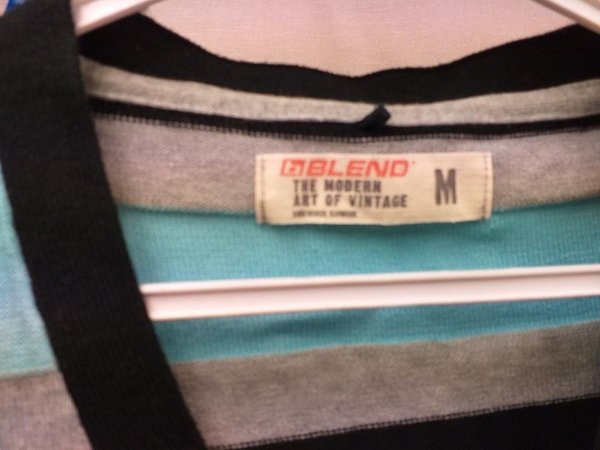 BLEND
THE MODERN
ART OF VINTAGE
M